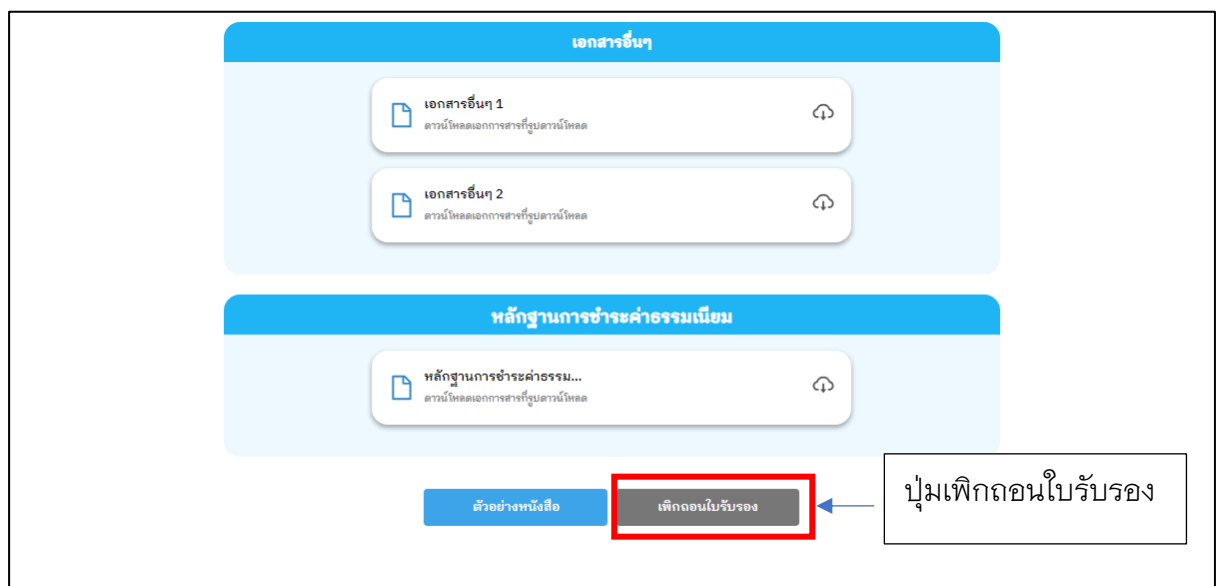 เอกสารอื่นๆ
เอกสารอื่นๆ 1
ดาวน์โหลดเอกการสารที่รูปดาวน์โหลด
เอกสารอื่นๆ 2
ดาวน์โหลดเอกการสารที่รูปดาวน์โหลด
หลักฐานการชำระค่าธรรมเนียม
หลักฐานการชำระค่าธรรม...
ดาวน์โหลดเอกการสารที่รูปดาวน์โหลด
ตัวอย่างหนังสือ
เพิกถอนใบรับรอง
ปุ่มเพิกถอนใบรับรอง